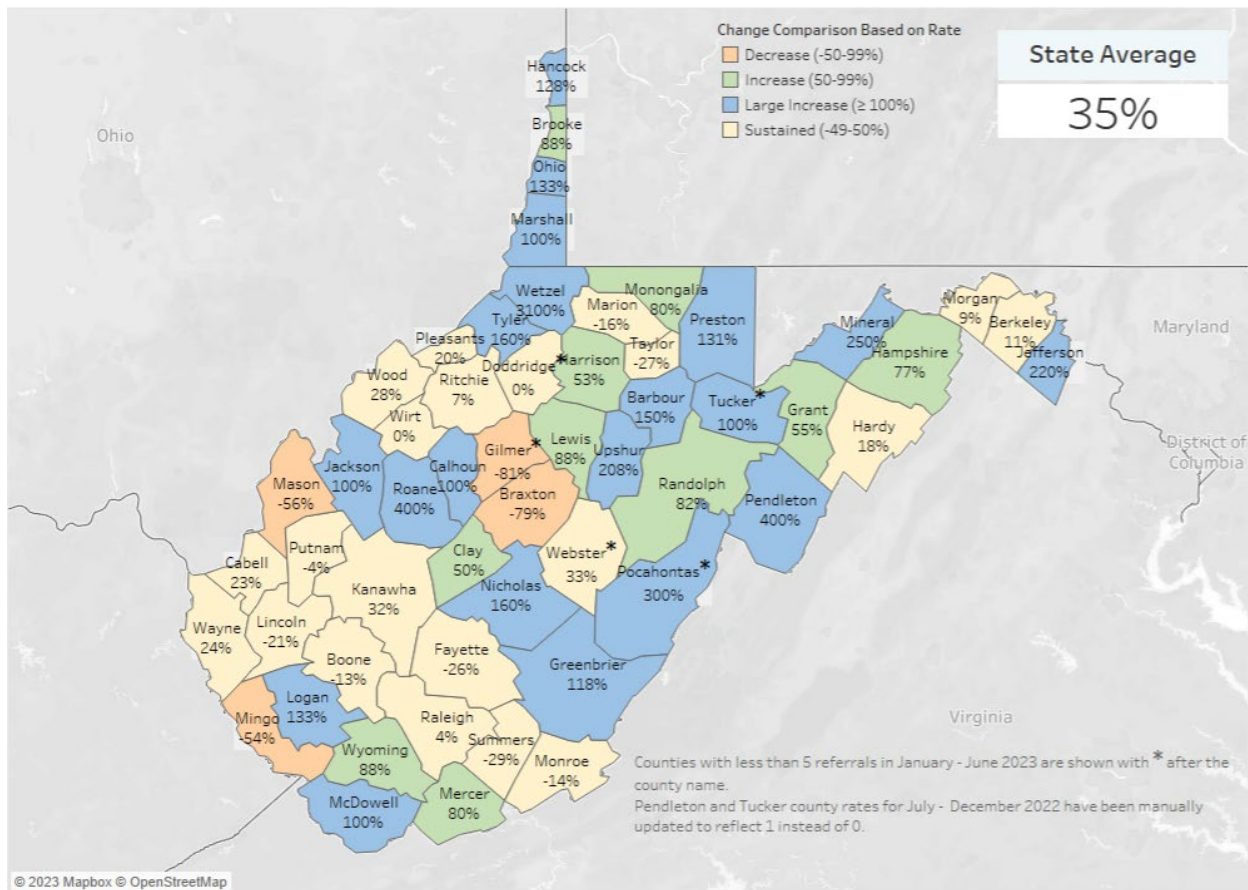 Change Comparison Based on Rate
Decrease (-50-99%)
Increase (50-99%)
Large Increase (≥ 100%)
Sustained (-49-50%)
State Average
35%
Ohio
Hancock
128%
Brooke
88%
Ohio
133%
Marshall
100%
Wetzel
3100%
Tyler
160%
Pleasants
20%
Monongalia
80%
Marion
-16%
Taylor
-27%
Preston
131%
Mineral
250%
Hampshire
77%
Morgan
9%
Berkeley
11%
Jefferson
220%
Maryland
Wood
28%
Ritchie
7%
Doddridge*
0%
Harrison
53%
Barbour
150%
Tucker*
100%
Grant
55%
Hardy
18%
District of
Columbia
Wirt
0%
Mason
-56%
Jackson
100%
Roane
400%
Calhoun
100%
Gilmer*
-81%
Lewis
88%
Upshur
208%
Randolph
82%
Pendleton
400%
Braxton
-79%
Cabell
23%
Putnam
-4%
Kanawha
32%
Clay
50%
Webster*
33%
Nicholas
160%
Pocahontas*
300%
Wayne
24%
Lincoln
-21%
Boone
-13%
Fayette
-26%
Greenbrier
118%
Mingo
-54%
Logan
133%
Raleigh
4%
Summers
-29%
Monroe
-14%
Wyoming
88%
Mercer
80%
McDowell
100%
Virginia
Counties with less than 5 referrals in January - June 2023 are shown with * after the
county name.
Pendleton and Tucker county rates for July - December 2022 have been manually
updated to reflect 1 instead of 0.
© 2023 Mapbox © OpenStreetMap